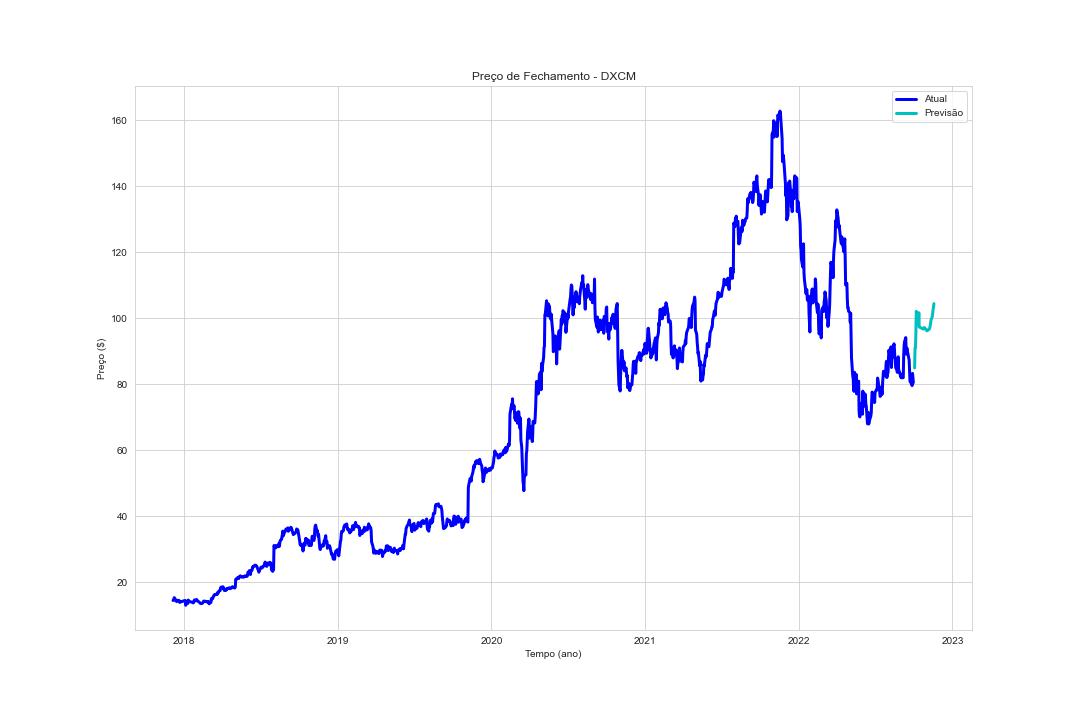 Preço de Fechamento - DXCM
Atual
Previsão
160
140
120
100
80
60
40
20
Preço ($)
2018 2019 2020 2021 2022 2023
Tempo (ano)